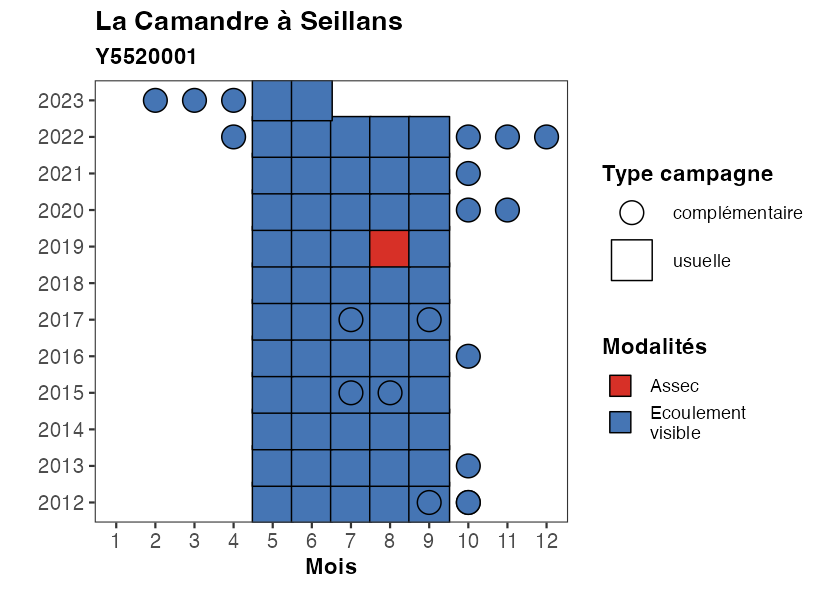 La Camandre à Seillans
Y5520001
2023
2022
2021
2020
2019
2018
2017
2016
2015
2014
2013
2012
1 2 3 4 5 6 7 8 9 10 11 12
Mois
Type campagne
complémentaire
usuelle
Modalités
Assec
Ecoulement
visible